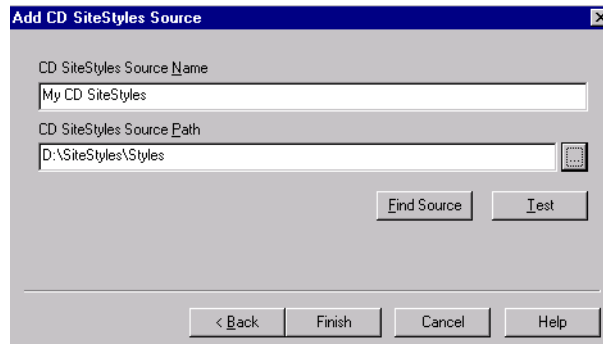 Add CD SiteStyles Source
CD SiteStyles Source Name
My CD SiteStyles
CD SiteStyles Source Path
D:\SiteStyles\Styles
...
Find Source Test
< Back Finish Cancel Help